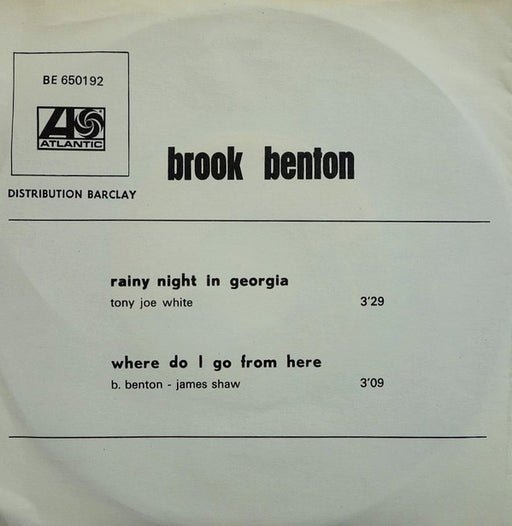 BE 650192
ATLANTIC
DISTRIBUTION BARCLAY
brook benton
rainy night in georgia
tony joe white 3'29
where do I go from here
b. benton - james shaw 3'09